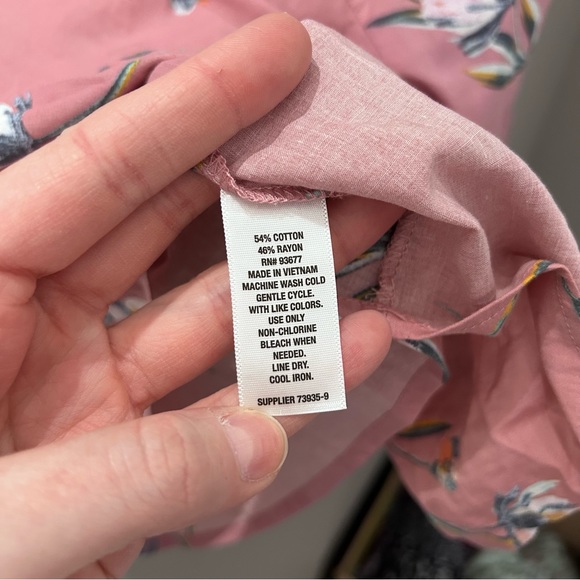 54% COTTON
46% RAYON
RN# 93677
MADE IN VIETNAM
MACHINE WASH COLD
GENTLE CYCLE.
WITH LIKE COLORS.
USE ONLY
NON-CHLORINE
BLEACH WHEN
NEEDED.
LINE DRY.
COOL IRON.
SUPPLIER 73935-9